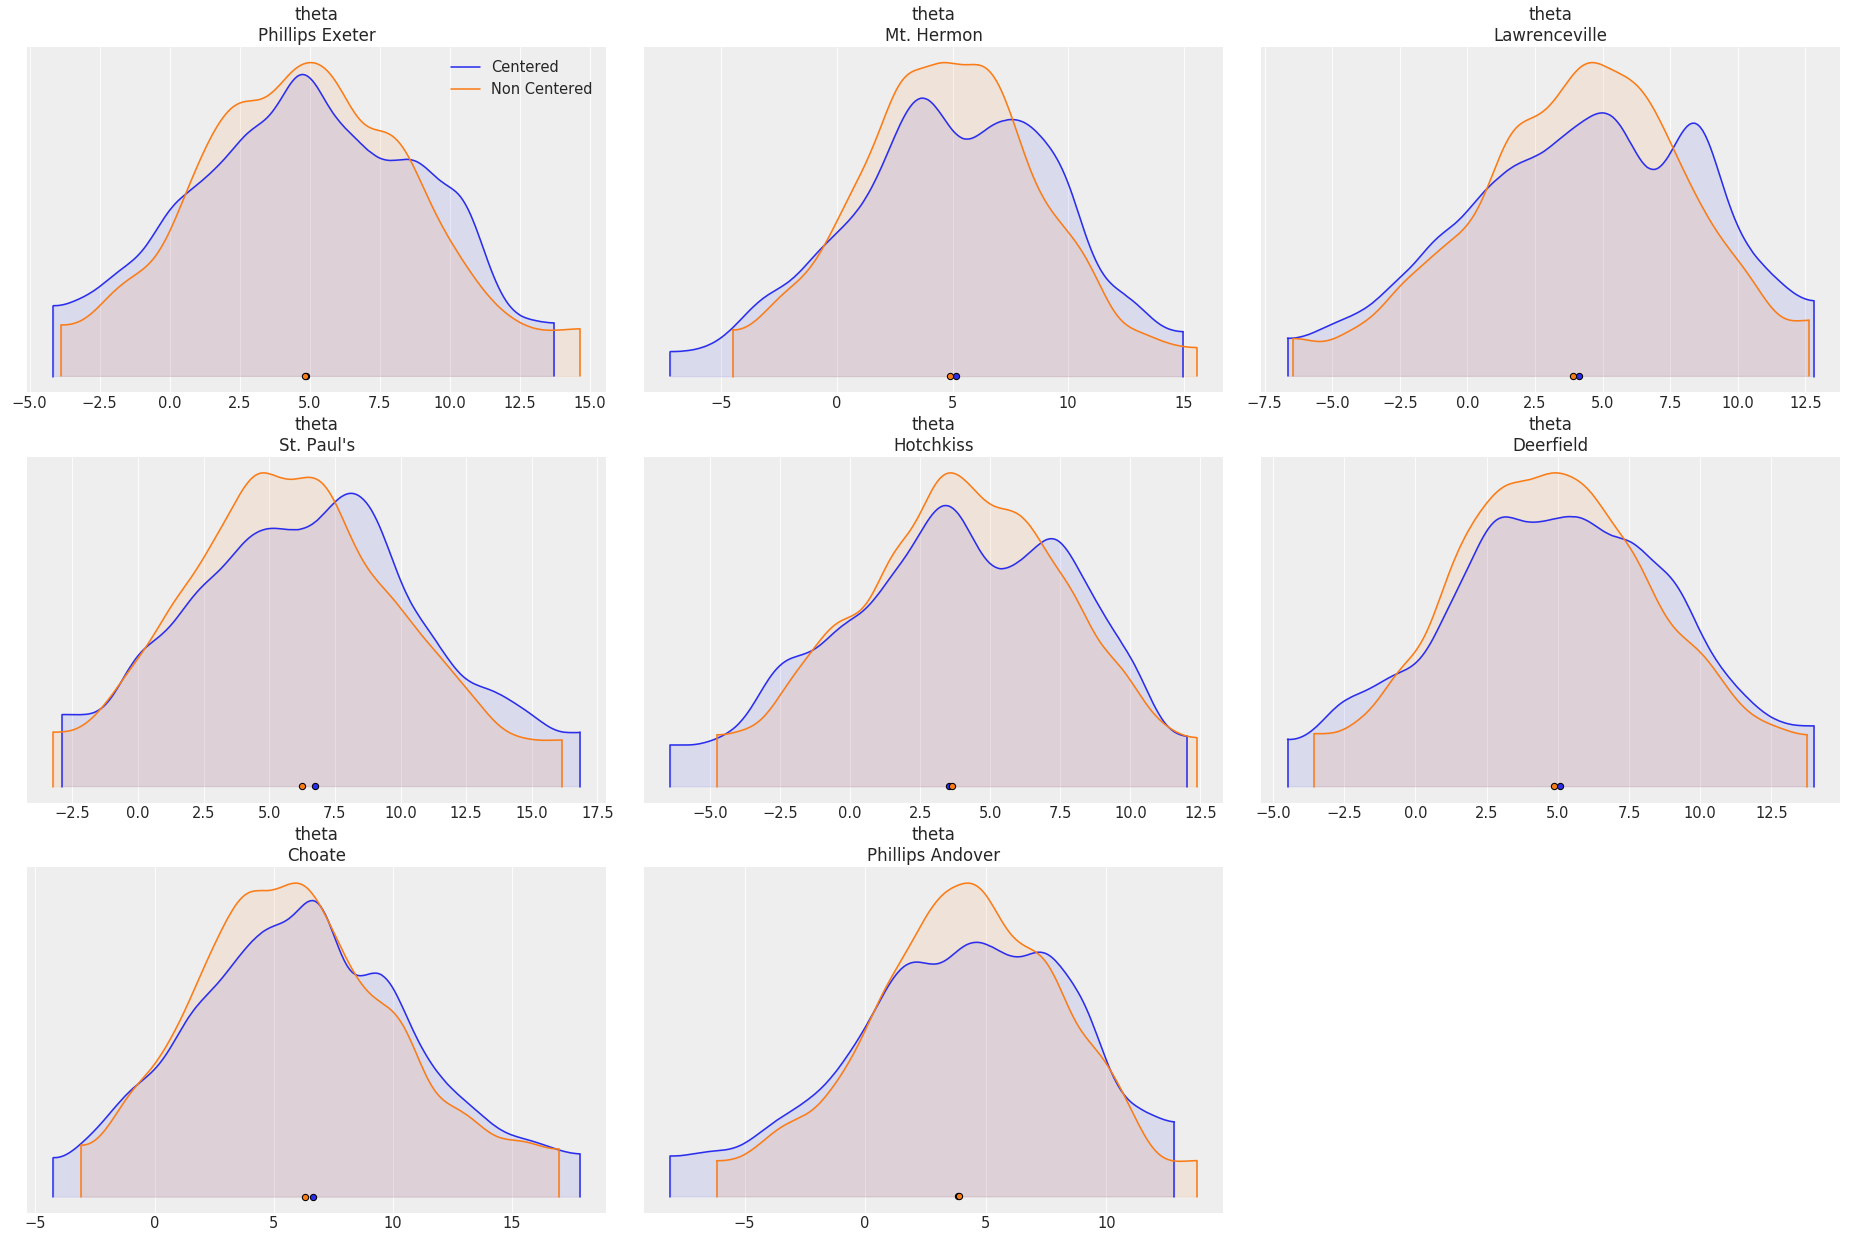 theta
Phillips Exeter
Centered
Non Centered
−5.0 −2.5 0.0 2.5 5.0 7.5 10.0 12.5 15.0
theta
Mt. Hermon
−5 0 5 10 15
theta
Lawrenceville
−7.5 −5.0 −2.5 0.0 2.5 5.0 7.5 10.0 12.5
theta
St. Paul's
−2.5 0.0 2.5 5.0 7.5 10.0 12.5 15.0 17.5
theta
Hotchkiss
−5.0 −2.5 0.0 2.5 5.0 7.5 10.0 12.5
theta
Deerfield
−5.0 −2.5 0.0 2.5 5.0 7.5 10.0 12.5
theta
Choate
−5 0 5 10 15
theta
Phillips Andover
−5 0 5 10